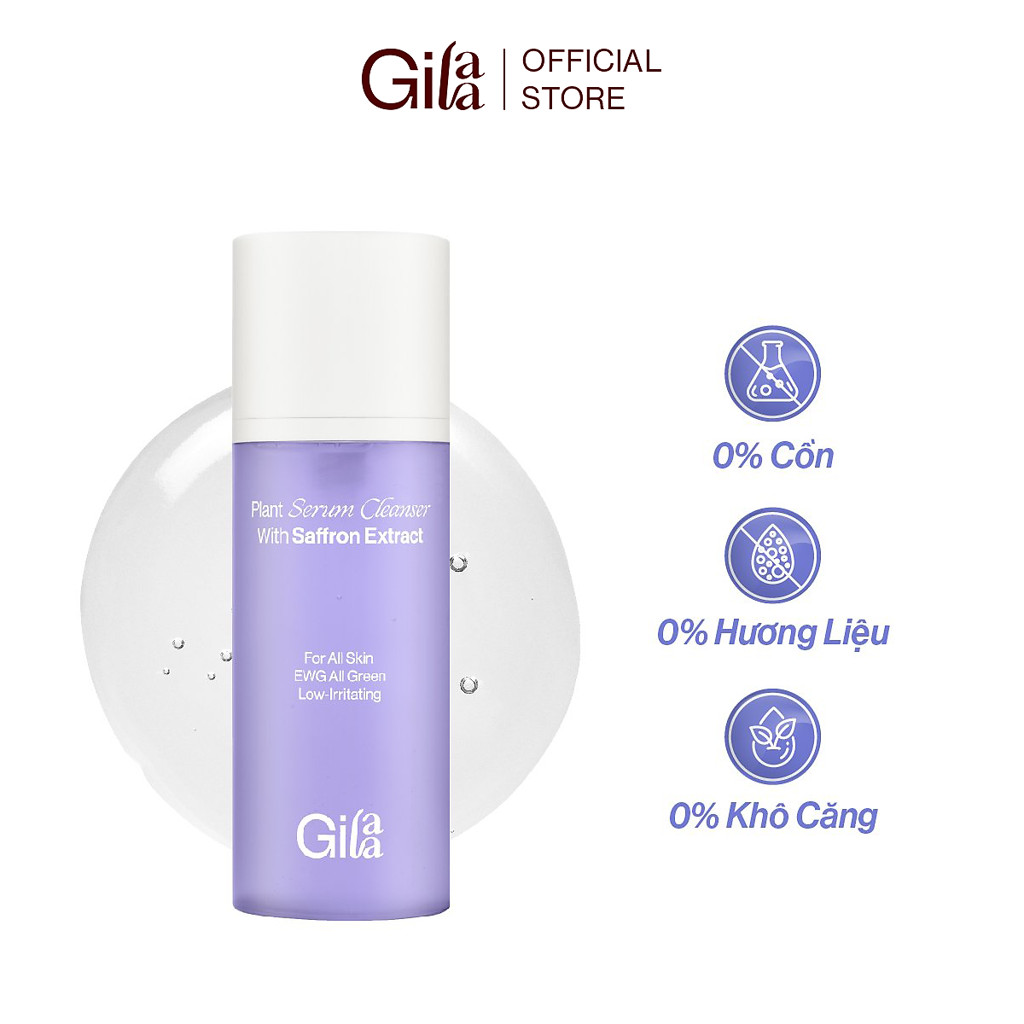 Gilaa
OFFICIAL
STORE
Plant Serum Cleanser
With Saffron Extract
For All Skin
EWG All Green
Low-Irritating
Gilaa
0% Cồn
0% Hương Liệu
0% Khô Căng